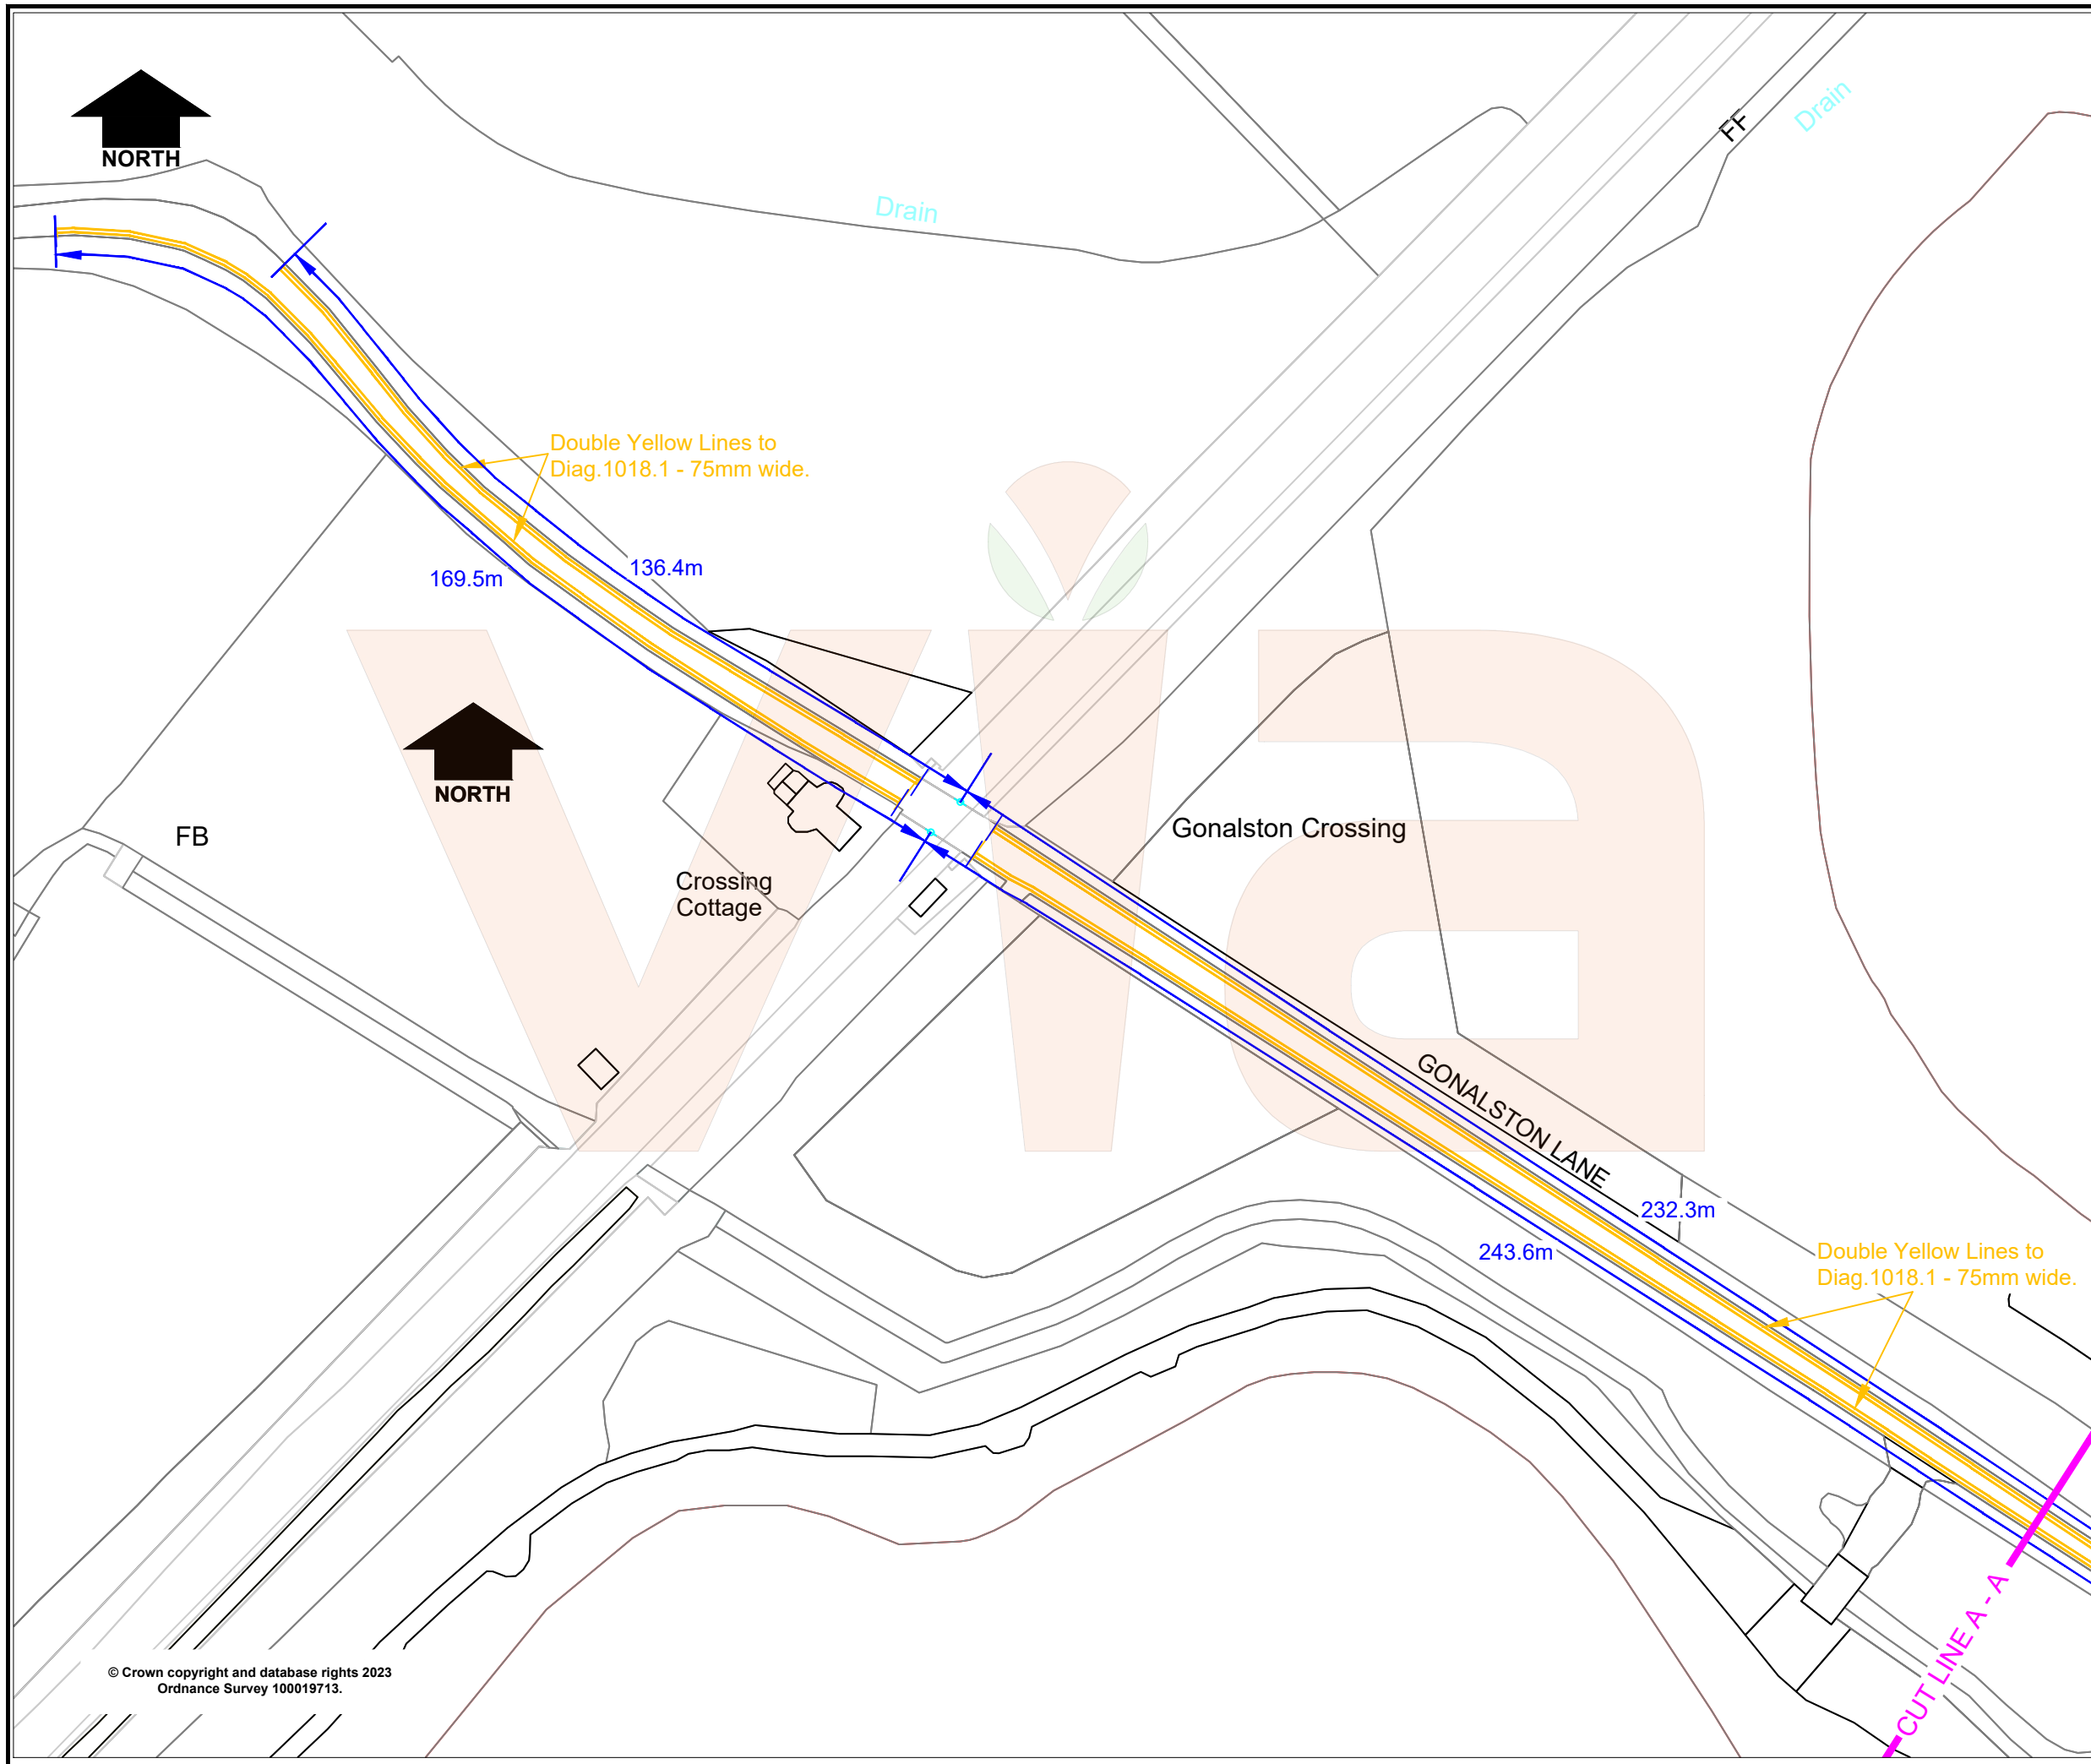 NORTH
FF
Drain
Drain
Double Yellow Lines to
Diag.1018.1 - 75mm wide.
136.4m
169.5m
via
NORTH
FB
Gonalston Crossing
Crossing
Cottage
GONALSTON LANE
232.3m
243.6m
Double Yellow Lines to
Diag.1018.1 - 75mm wide.
CUT LINE A - A
© Crown copyright and database rights 2023
Ordnance Survey 100019713.